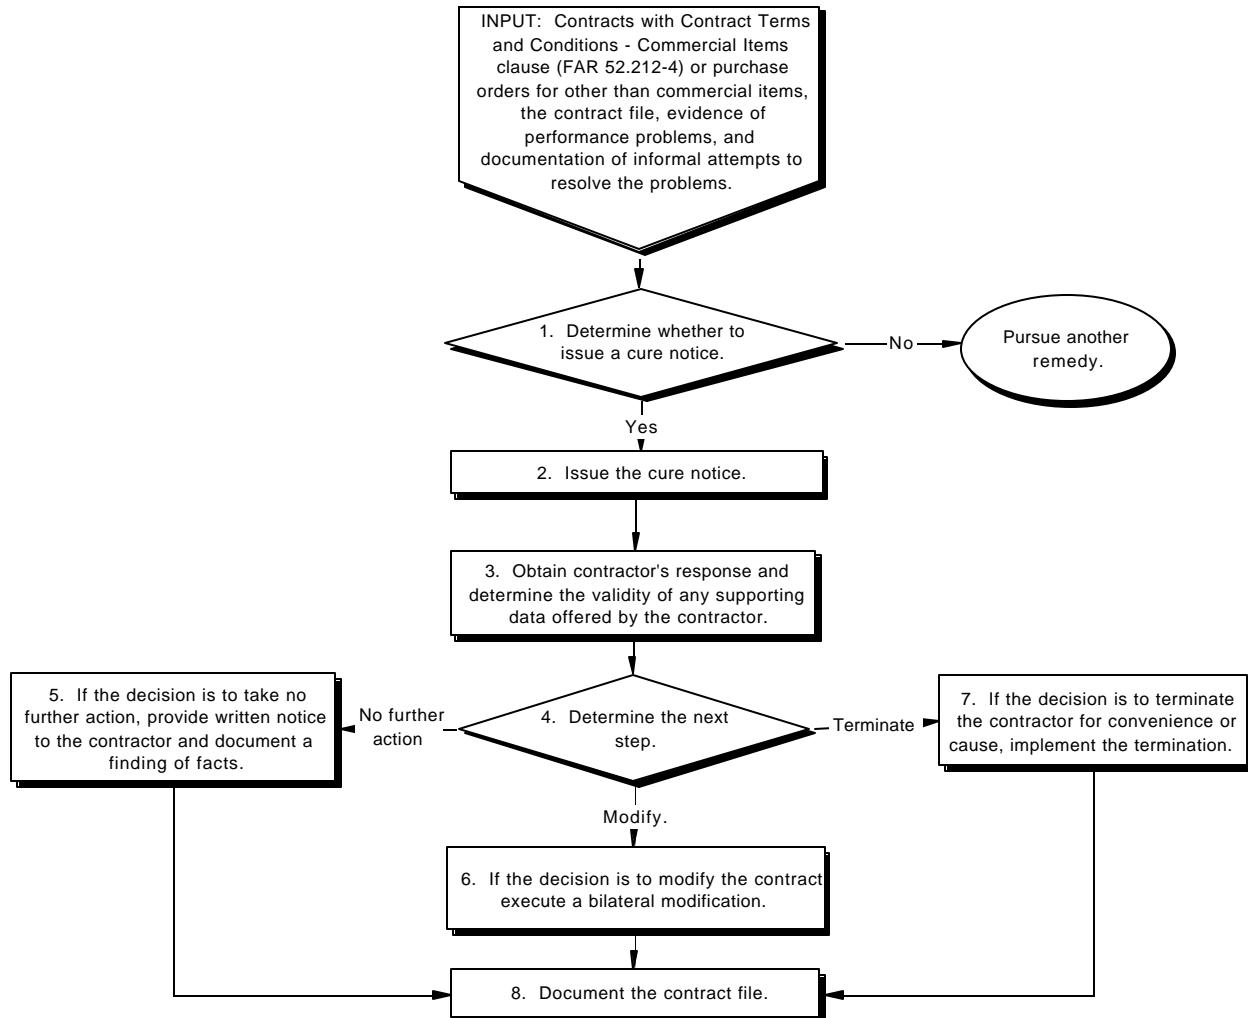 INPUT: Contracts with Contract Terms
and Conditions - Commercial Items
clause (FAR 52.212-4) or purchase
orders for other than commercial items,
the contract file, evidence of
performance problems, and
documentation of informal attempts to
resolve the problems.
1. Determine whether to
issue a cure notice.
No
Pursue another
remedy.
Yes
2. Issue the cure notice.
3. Obtain contractor's response and
determine the validity of any supporting
data offered by the contractor.
4. Determine the next
step.
No further
action
5. If the decision is to take no
further action, provide written notice
to the contractor and document a
finding of facts.
Terminate
7. If the decision is to terminate
the contractor for convenience or
cause, implement the termination.
Modify.
6. If the decision is to modify the contract
execute a bilateral modification.
8. Document the contract file.